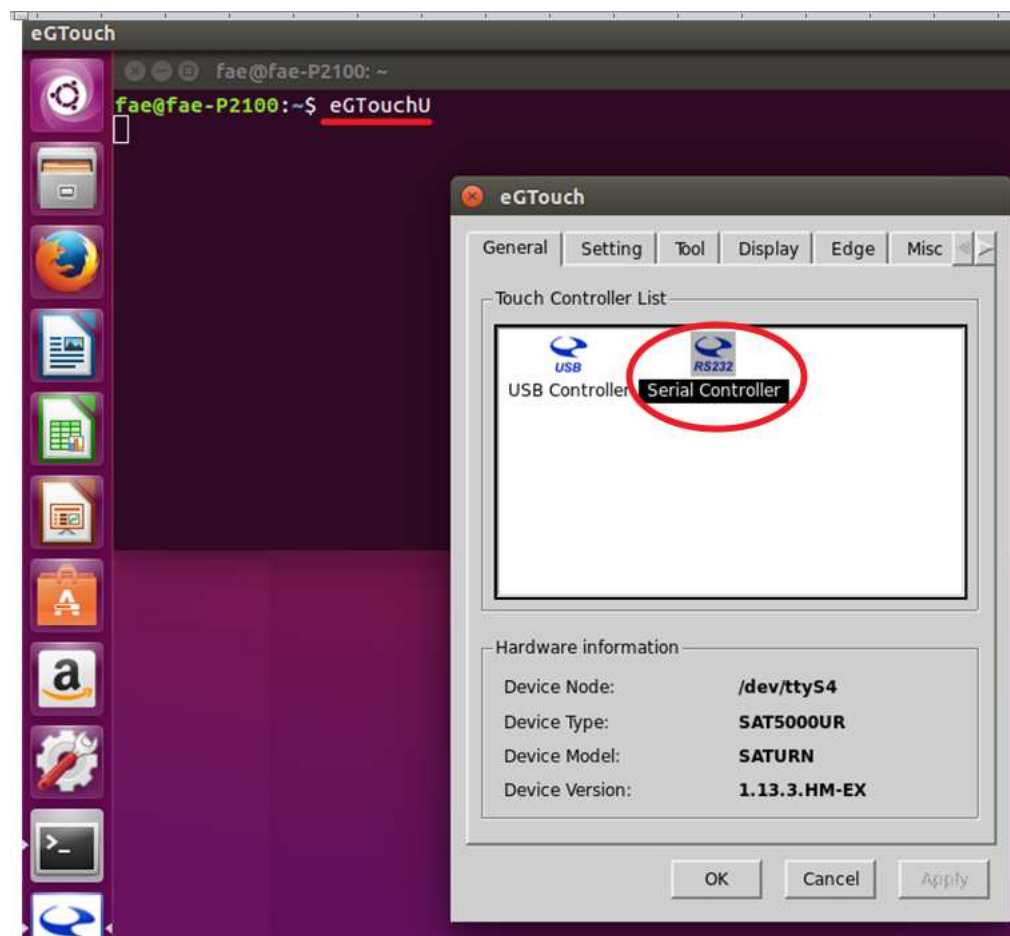 eGTouch
fae@fae-P2100: ~
fae@fae-P2100:~$ eGTouchU
eGTouch
General Setting Tool Display Edge Misc
Touch Controller List
USB RS232
USB Controller Serial Controller
Hardware information
Device Node: /dev/ttyS4
Device Type: SAT5000UR
Device Model: SATURN
Device Version: 1.13.3.HM-EX
OK Cancel Apply
a
>_